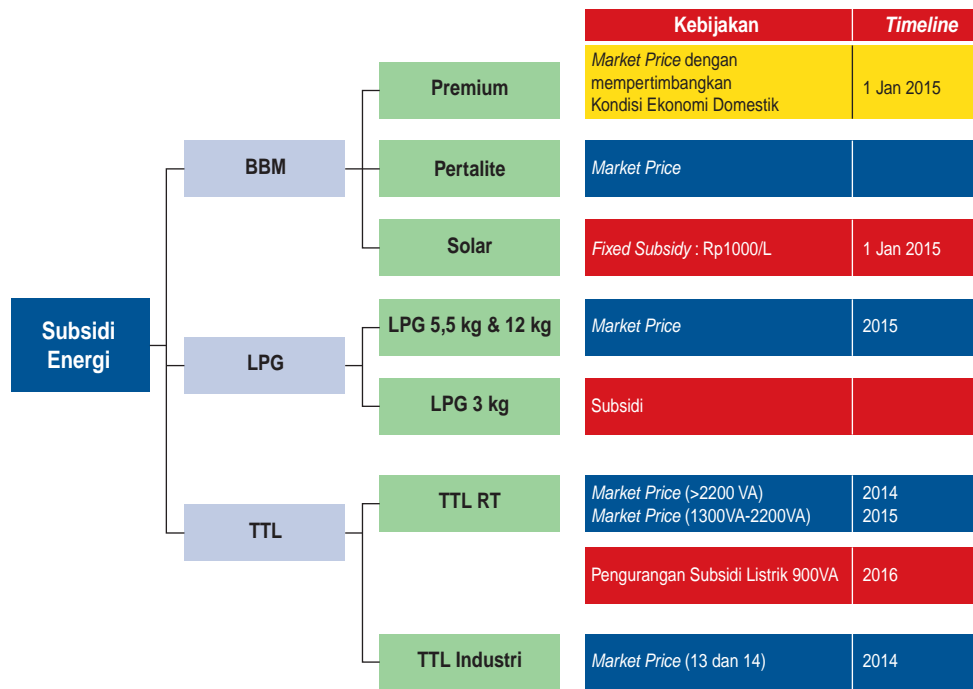 Kebijakan Timeline
Premium
Market Price dengan
mempertimbangkan
Kondisi Ekonomi Domestik
1 Jan 2015
BBM
Pertalite
Market Price
Solar
Fixed Subsidy : Rp1000/L
1 Jan 2015
Subsidi
Energi
LPG
LPG 5,5 kg & 12 kg
Market Price
2015
LPG 3 kg
Subsidi
TTL
TTL RT
Market Price (>2200 VA) 2014
Market Price (1300VA-2200VA) 2015
Pengurangan Subsidi Listrik 900VA 2016
TTL Industri
Market Price (13 dan 14) 2014